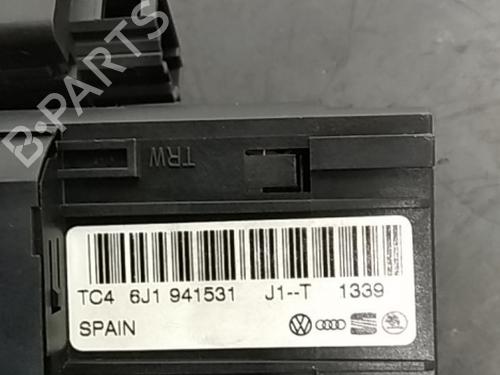 B-PARTS
TRW
TC4 6J1 941531 J1--T 1339
SPAIN